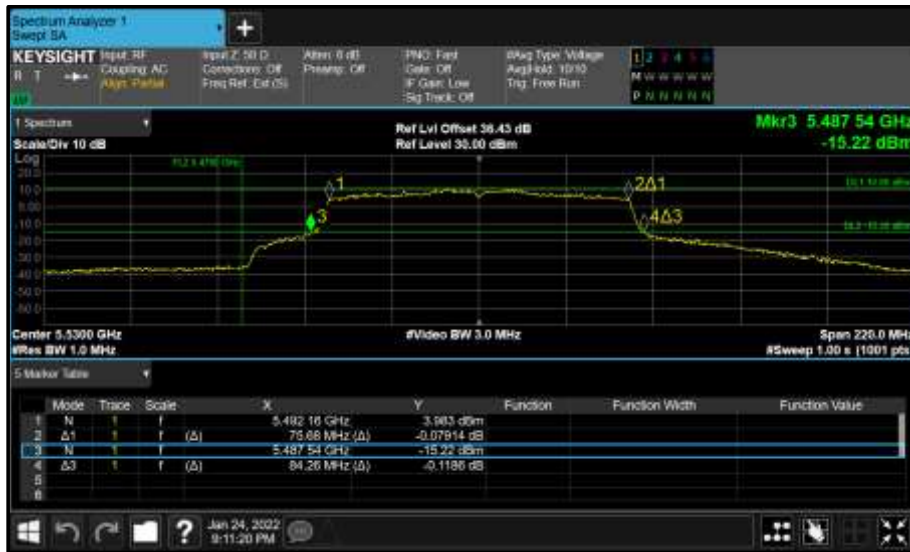 Spectrum Analyzer 1
Swept SA
+
KEYSIGHT Input: RF Input Z: 50 Ω Atten: 6 dB PNO: Fast #Avg Type: Voltage 1 2 3 4 5 6
R T Coupling: AC Corrections: Off Preamp: Off Gate: Off Avg|Hold: 10/10 M W W W W W
Align: Partial Freq Ref: Ext (S) IF Gain: Low Trig: Free Run
Sig Track: Off P N N N N N
1 Spectrum
Scale/Div 10 dB
Ref Lvl Offset 36.43 dB
Ref Level 30.00 dBm
Mkr3 5.487 54 GHz
-15.22 dBm
Log
20.0
10.0
0.00
-10.0
-20.0
-30.0
-40.0
-50.0
-60.0
1
2Δ1
3
4Δ3
Center 5.5300 GHz #Video BW 3.0 MHz Span 220.0 MHz
#Res BW 1.0 MHz #Sweep 1.00 s (1001 pts
5 Marker Table
Mode Trace Scale X Y Function Function Width Function Value
1 N 1 f 5.492 16 GHz 3.983 dBm
2 Δ1 1 f (Δ) 75.68 MHz (Δ) -0.07914 dB
3 N 1 f 5.487 54 GHz -15.22 dBm
4 Δ3 1 f (Δ) 84.26 MHz (Δ) -0.1186 dB
5
6
?
Jan 24, 2022
9:11:20 PM